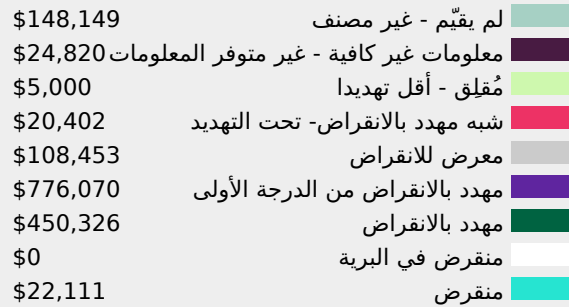 لم يقيّم - غير مصنف $148,149
معلومات غير كافية - غير متوفر المعلومات $24,820
مُقلِق - أقل تهديدا $5,000
شبه مهدد بالانقراض- تحت التهديد $20,402
معرض للانقراض $108,453
مهدد بالانقراض من الدرجة الأولى $776,070
مهدد بالانقراض $450,326
منقرض في البرية $0
منقرض $22,111